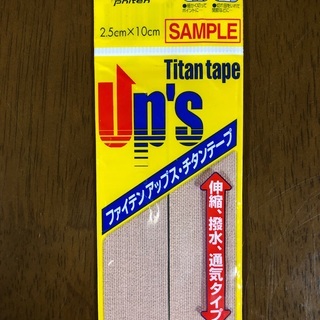 phiten
2.5cm×10cm
SAMPLE
Titan tape
Up's
ファイテンアップス・チタンテープ
伸縮、撥水、通気タイプ